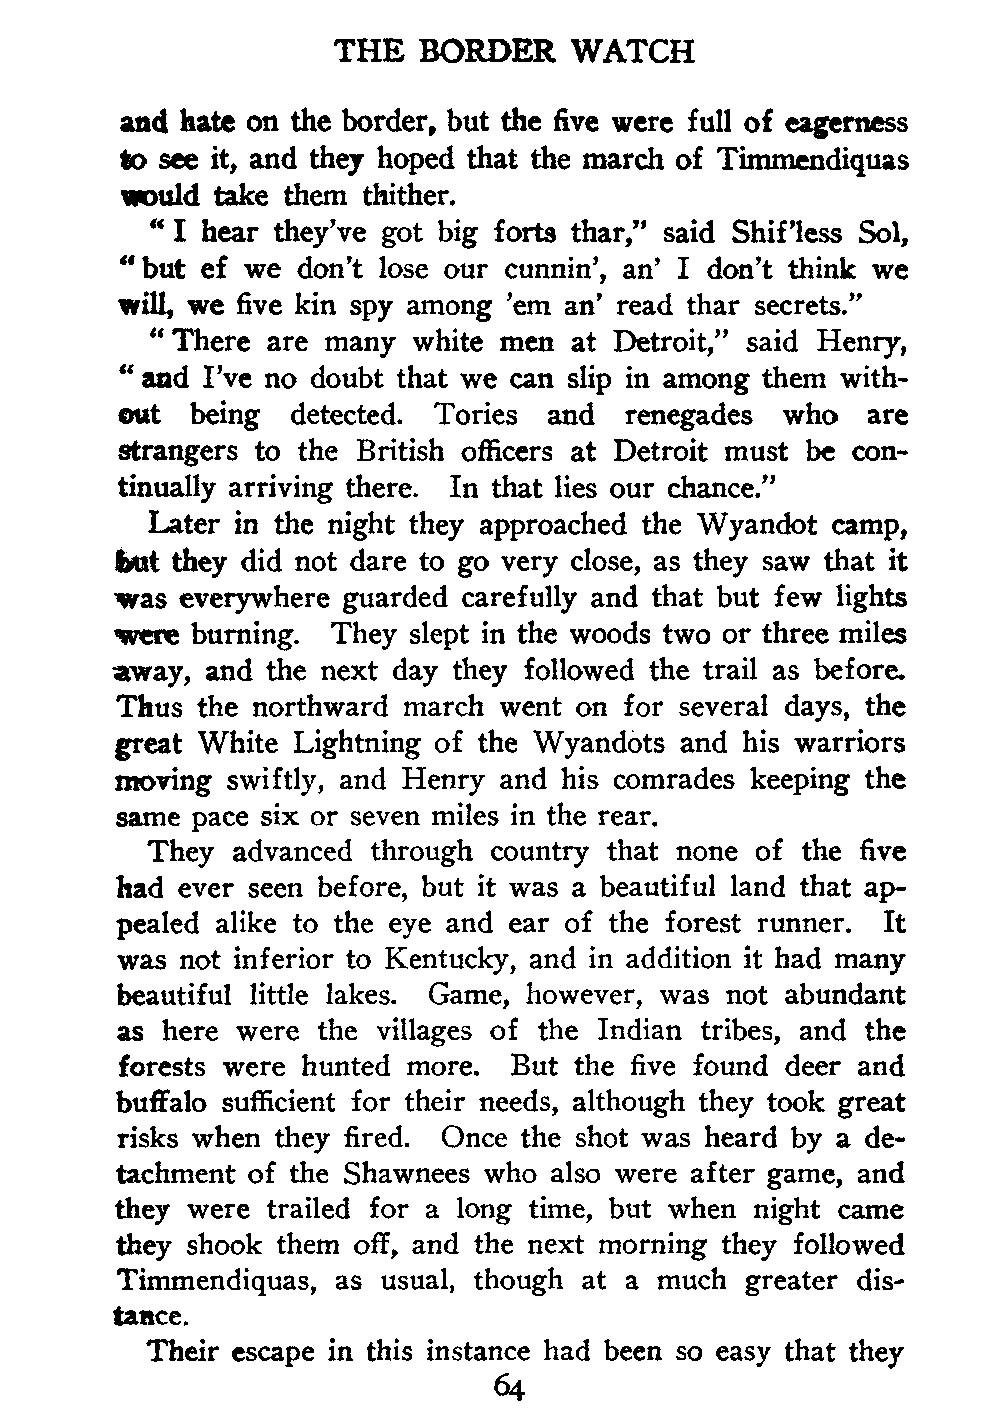 THE BORDER WATCH
and hate on the border, but the five were full of eagerness
to see it, and they hoped that the march of Timmendiquas
would take them thither.
“ I hear they’ve got big forts thar,” said Shif’less Sol,
“ but ef we don’t lose our cunnin’, an’ I don’t think we
will, we five kin spy among ’em an’ read thar secrets.”
“ There are many white men at Detroit,” said Henry,
“ and I’ve no doubt that we can slip in among them with-
out being detected. Tories and renegades who are
strangers to the British officers at Detroit must be con-
tinually arriving there. In that lies our chance.”
Later in the night they approached the Wyandot camp,
but they did not dare to go very close, as they saw that it
was everywhere guarded carefully and that but few lights
were burning. They slept in the woods two or three miles
away, and the next day they followed the trail as before.
Thus the northward march went on for several days, the
great White Lightning of the Wyandots and his warriors
moving swiftly, and Henry and his comrades keeping the
same pace six or seven miles in the rear.
They advanced through country that none of the five
had ever seen before, but it was a beautiful land that ap-
pealed alike to the eye and ear of the forest runner. It
was not inferior to Kentucky, and in addition it had many
beautiful little lakes. Game, however, was not abundant
as here were the villages of the Indian tribes, and the
forests were hunted more. But the five found deer and
buffalo sufficient for their needs, although they took great
risks when they fired. Once the shot was heard by a de-
tachment of the Shawnees who also were after game, and
they were trailed for a long time, but when night came
they shook them off, and the next morning they followed
Timmendiquas, as usual, though at a much greater dis-
tance.
Their escape in this instance had been so easy that they
64